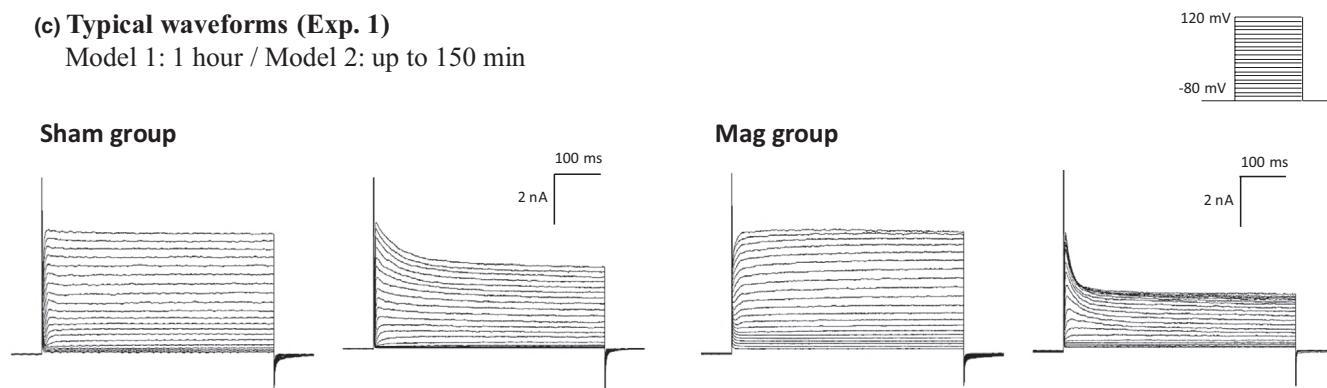 (c) Typical waveforms (Exp. 1)
Model 1: 1 hour / Model 2: up to 150 min
120 mV
-80 mV
Sham group
100 ms
2 nA
Mag group
100 ms
2 nA